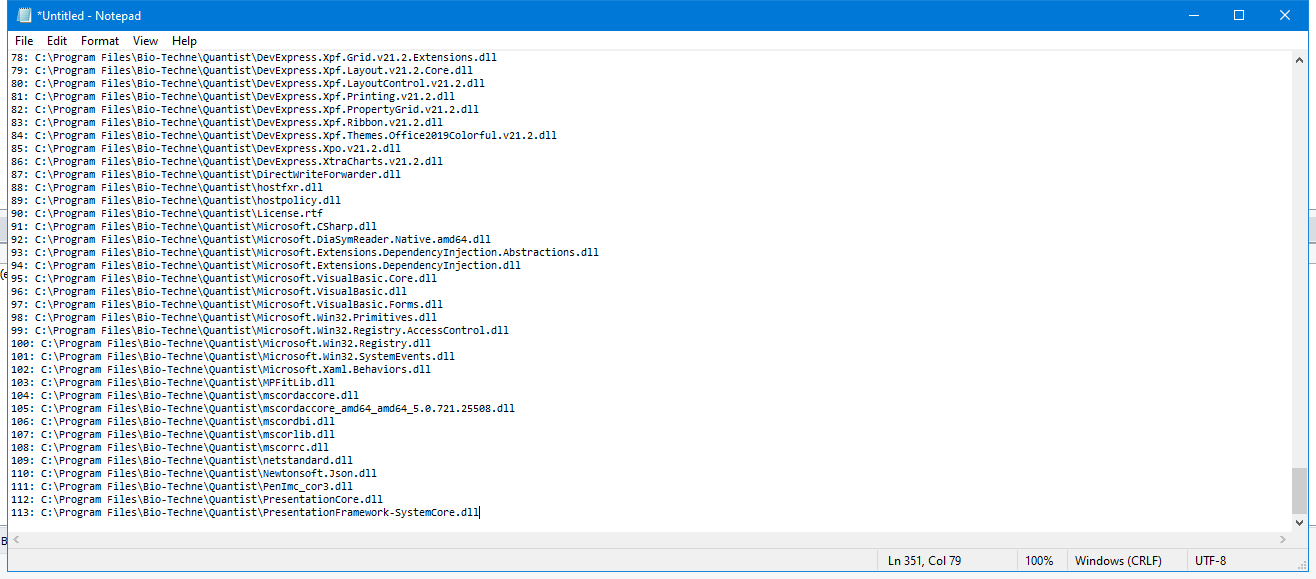 *Untitled - Notepad
File Edit Format View Help
78: C:\Program Files\Bio-Techne\Quantist\DevExpress.Xpf.Grid.v21.2.Extensions.dll
79: C:\Program Files\Bio-Techne\Quantist\DevExpress.Xpf.Layout.v21.2.Core.dll
80: C:\Program Files\Bio-Techne\Quantist\DevExpress.Xpf.LayoutControl.v21.2.dll
81: C:\Program Files\Bio-Techne\Quantist\DevExpress.Xpf.Printing.v21.2.dll
82: C:\Program Files\Bio-Techne\Quantist\DevExpress.Xpf.PropertyGrid.v21.2.dll
83: C:\Program Files\Bio-Techne\Quantist\DevExpress.Xpf.Ribbon.v21.2.dll
84: C:\Program Files\Bio-Techne\Quantist\DevExpress.Xpf.Themes.Office2019Colorful.v21.2.dll
85: C:\Program Files\Bio-Techne\Quantist\DevExpress.Xpo.v21.2.dll
86: C:\Program Files\Bio-Techne\Quantist\DevExpress.XtraCharts.v21.2.dll
87: C:\Program Files\Bio-Techne\Quantist\DirectWriteForwarder.dll
88: C:\Program Files\Bio-Techne\Quantist\hostfxr.dll
89: C:\Program Files\Bio-Techne\Quantist\hostpolicy.dll
90: C:\Program Files\Bio-Techne\Quantist\License.rtf
91: C:\Program Files\Bio-Techne\Quantist\Microsoft.CSharp.dll
92: C:\Program Files\Bio-Techne\Quantist\Microsoft.DiaSymReader.Native.amd64.dll
93: C:\Program Files\Bio-Techne\Quantist\Microsoft.Extensions.DependencyInjection.Abstractions.dll
94: C:\Program Files\Bio-Techne\Quantist\Microsoft.Extensions.DependencyInjection.dll
95: C:\Program Files\Bio-Techne\Quantist\Microsoft.VisualBasic.Core.dll
96: C:\Program Files\Bio-Techne\Quantist\Microsoft.VisualBasic.dll
97: C:\Program Files\Bio-Techne\Quantist\Microsoft.VisualBasic.Forms.dll
98: C:\Program Files\Bio-Techne\Quantist\Microsoft.Win32.Primitives.dll
99: C:\Program Files\Bio-Techne\Quantist\Microsoft.Win32.Registry.AccessControl.dll
100: C:\Program Files\Bio-Techne\Quantist\Microsoft.Win32.Registry.dll
101: C:\Program Files\Bio-Techne\Quantist\Microsoft.Win32.SystemEvents.dll
102: C:\Program Files\Bio-Techne\Quantist\Microsoft.Xaml.Behaviors.dll
103: C:\Program Files\Bio-Techne\Quantist\MPFitLib.dll
104: C:\Program Files\Bio-Techne\Quantist\mscordaccore.dll
105: C:\Program Files\Bio-Techne\Quantist\mscordaccore_amd64_amd64_5.0.721.25508.dll
106: C:\Program Files\Bio-Techne\Quantist\mscordbi.dll
107: C:\Program Files\Bio-Techne\Quantist\mscorlib.dll
108: C:\Program Files\Bio-Techne\Quantist\mscorrc.dll
109: C:\Program Files\Bio-Techne\Quantist\netstandard.dll
110: C:\Program Files\Bio-Techne\Quantist\Newtonsoft.Json.dll
111: C:\Program Files\Bio-Techne\Quantist\PenImc_cor3.dll
112: C:\Program Files\Bio-Techne\Quantist\PresentationCore.dll
113: C:\Program Files\Bio-Techne\Quantist\PresentationFramework-SystemCore.dll
Ln 351, Col 79 100% Windows (CRLF) UTF-8